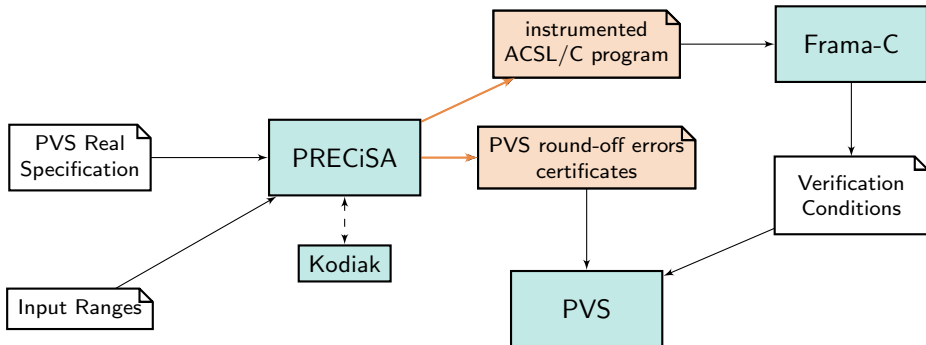 instrumented
ACSL/C program
Frama-C
PVS Real
Specification
PRECiSA
PVS round-off errors
certificates
Verification
Conditions
Kodiak
Input Ranges
PVS